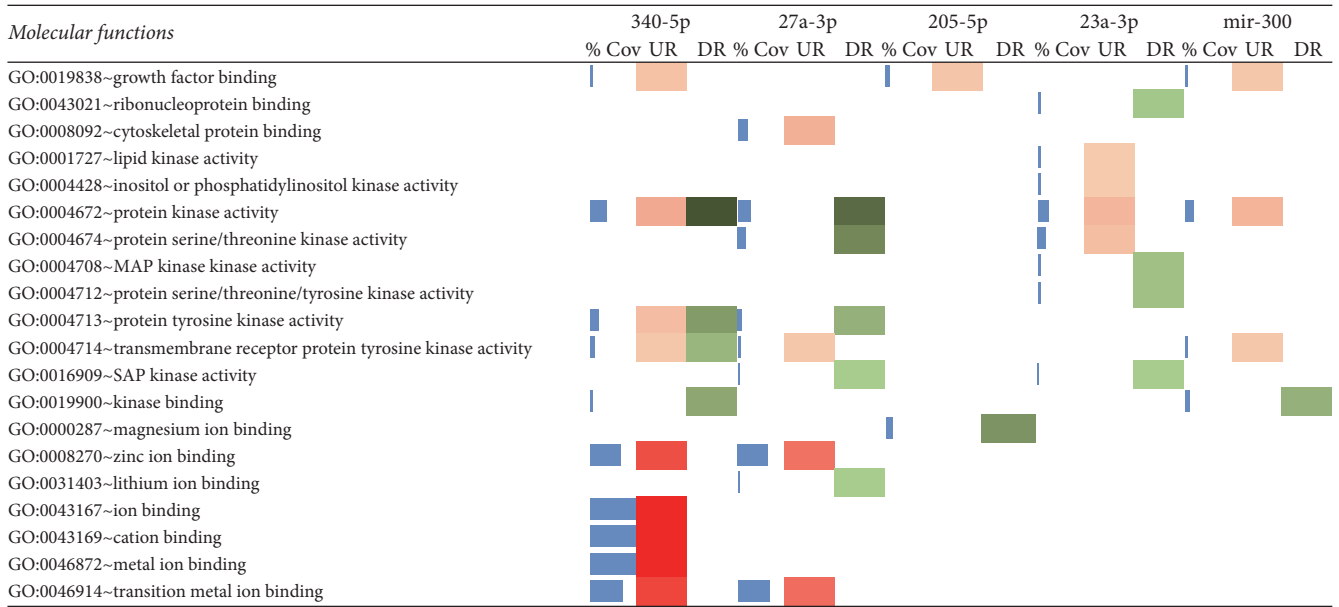 Molecular functions 340-5p 27a-3p 205-5p 23a-3p mir-300
% Cov UR DR % Cov UR DR % Cov UR DR % Cov UR DR % Cov UR DR
GO:0019838~growth factor binding
GO:0043021~ribonucleoprotein binding
GO:0008092~cytoskeletal protein binding
GO:0001727~lipid kinase activity
GO:0004428~inositol or phosphatidylinositol kinase activity
GO:0004672~protein kinase activity
GO:0004674~protein serine/threonine kinase activity
GO:0004708~MAP kinase kinase activity
GO:0004712~protein serine/threonine/tyrosine kinase activity
GO:0004713~protein tyrosine kinase activity
GO:0004714~transmembrane receptor protein tyrosine kinase activity
GO:0016909~SAP kinase activity
GO:0019900~kinase binding
GO:0000287~magnesium ion binding
GO:0008270~zinc ion binding
GO:0031403~lithium ion binding
GO:0043167~ion binding
GO:0043169~cation binding
GO:0046872~metal ion binding
GO:0046914~transition metal ion binding